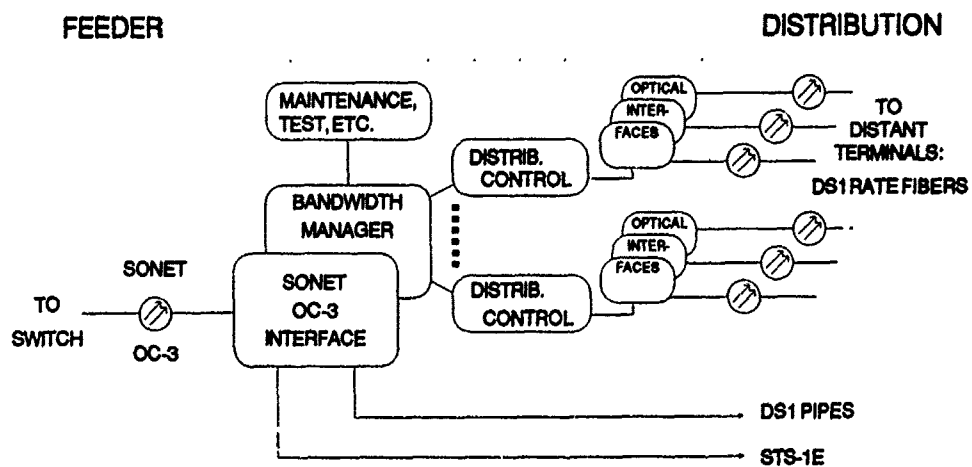 FEEDER
DISTRIBUTION
MAINTENANCE,
TEST, ETC.
OPTICAL
INTER-
FACES
TO
DISTANT
TERMINALS:
DS1 RATE FIBERS
DISTRIB.
CONTROL
BANDWIDTH
MANAGER
OPTICAL
INTER-
FACES
SONET
TO
SWITCH
OC-3
SONET
OC-3
INTERFACE
DISTRIB.
CONTROL
DS1 PIPES
STS-1E